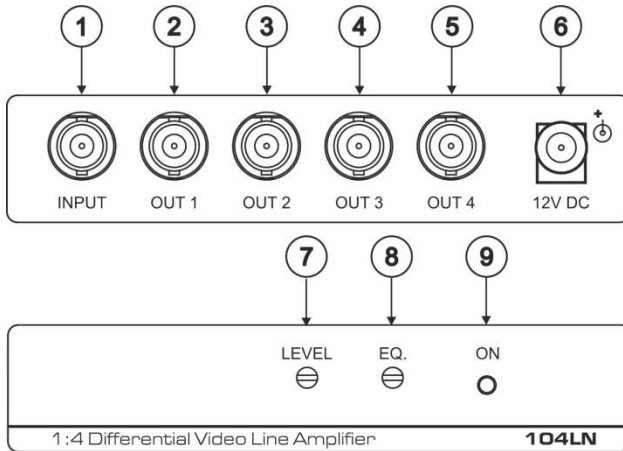 1 2 3 4 5 6
+
INPUT OUT 1 OUT 2 OUT 3 OUT 4 12V DC
7 8 9
LEVEL EQ. ON
1:4 Differential Video Line Amplifier 104LN